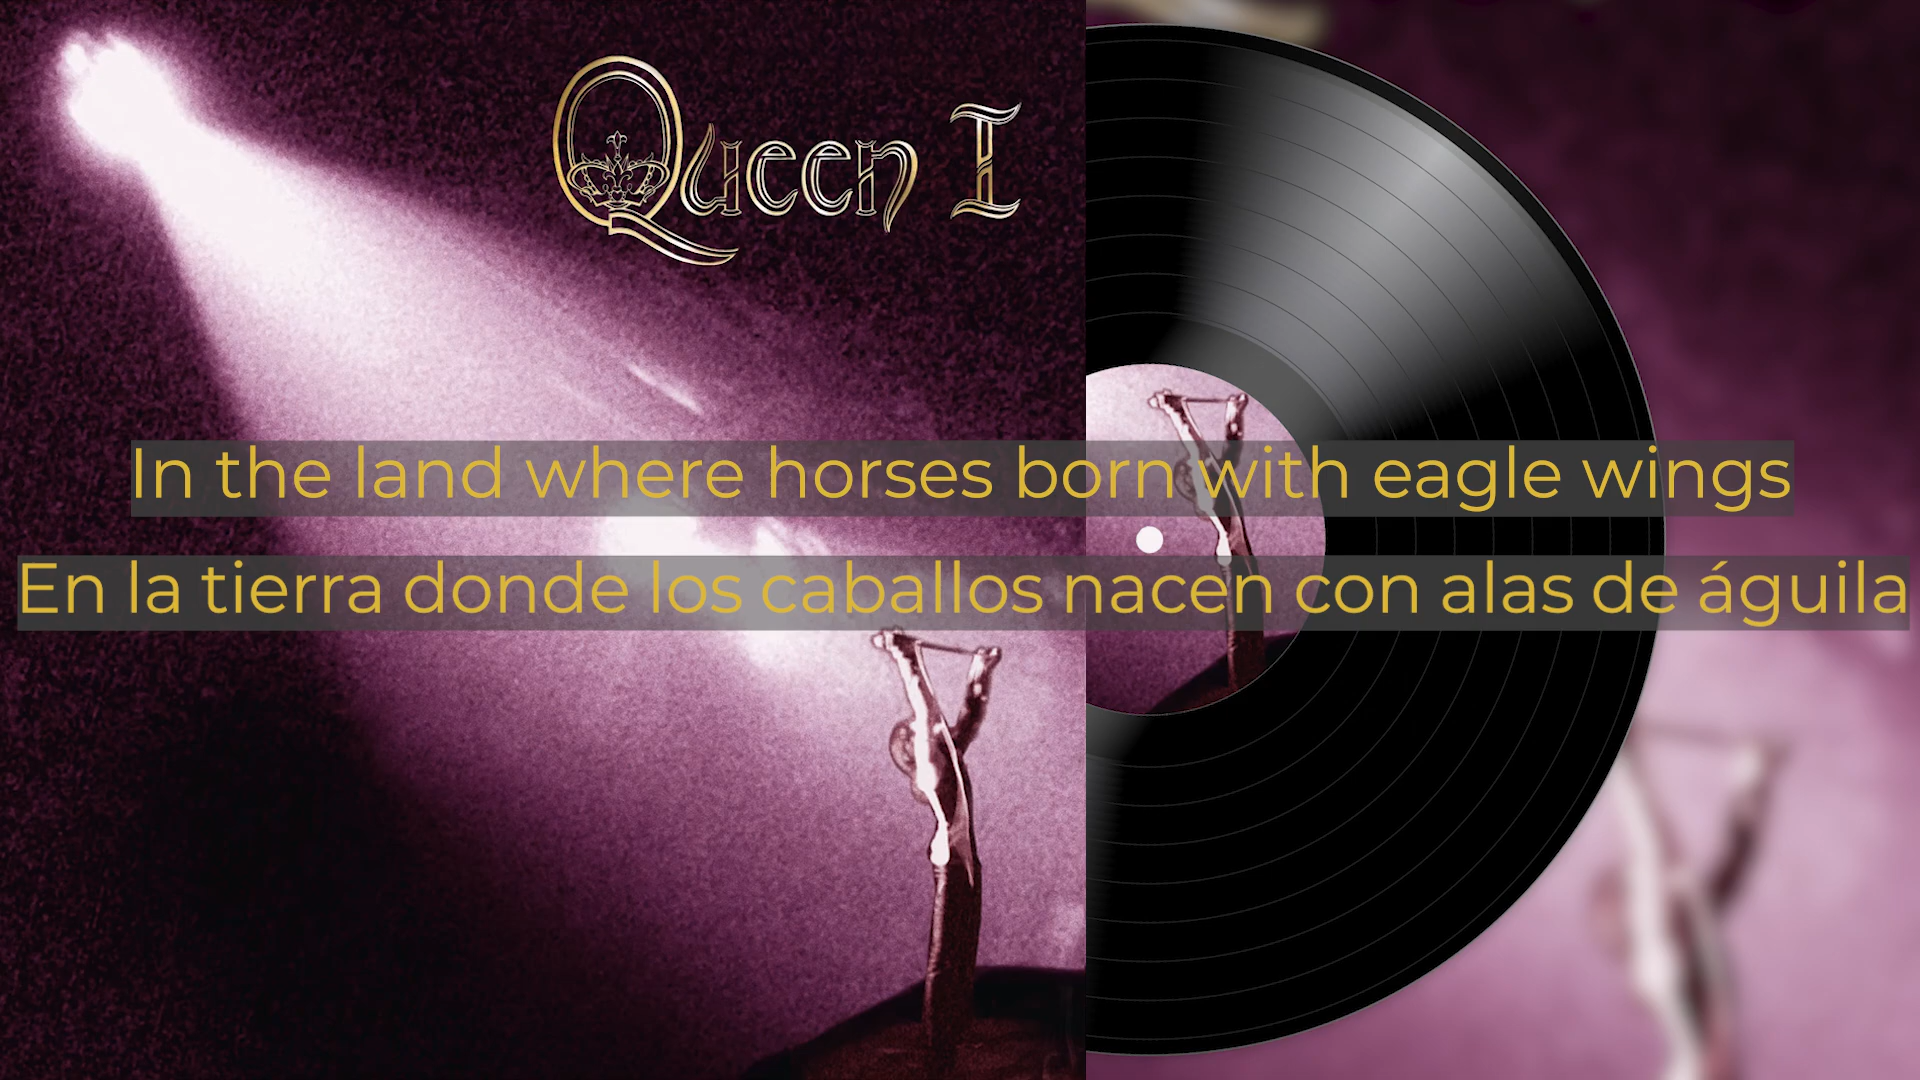 Queen I
In the land where horses born with eagle wings
En la tierra donde los caballos nacen con alas de águila